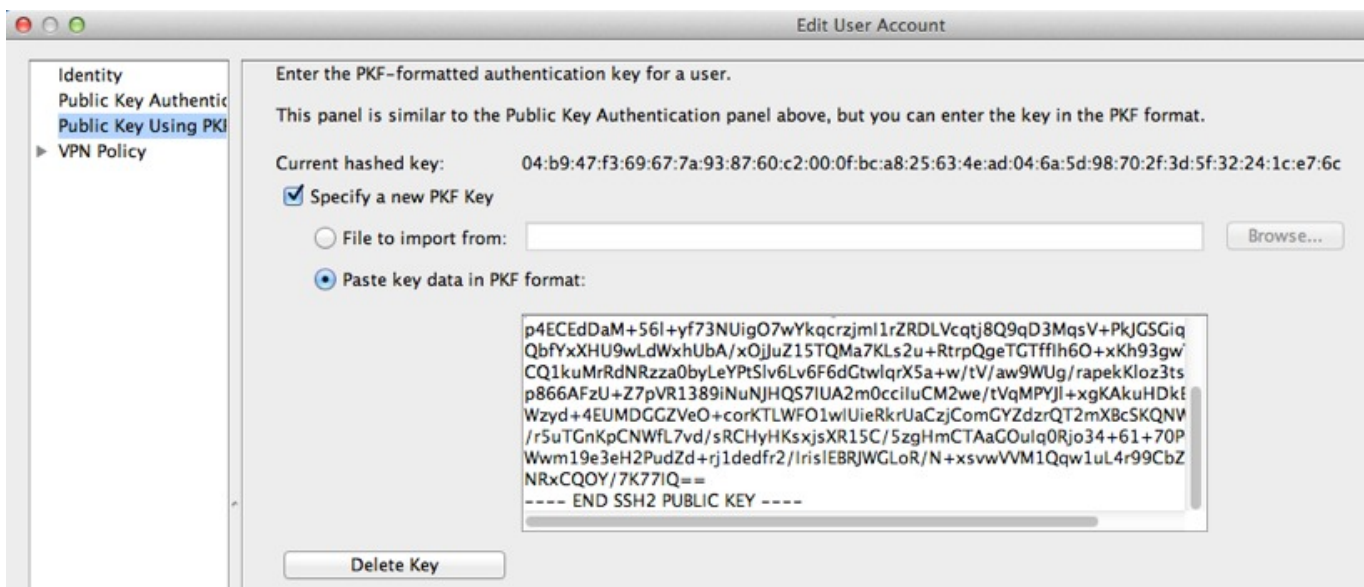 Edit User Account
Identity
Public Key Authentic
Public Key Using PKI
VPN Policy
Enter the PKF-formatted authentication key for a user.
This panel is similar to the Public Key Authentication panel above, but you can enter the key in the PKF format.
Current hashed key: 04:b9:47:f3:69:67:7a:93:87:60:c2:00:0f:bc:a8:25:63:4e:ad:04:6a:5d:98:70:2f:3d:5f:32:24:1c:e7:6c
Specify a new PKF Key
File to import from:
Browse...
Paste key data in PKF format:
p4ECEdDaM+56l+yf73NUigO7wYkqcrzjml1rZRDLVcqtj8Q9qD3MqsV+PkJGSGiq
QbfYxXHU9wLdWxhUbA/xOjJuZ15TQMa7KLs2u+RtrpQgeTGTfflh6O+xKh93gw
CQ1kuMrRdNRzza0byLeYPtSlv6Lv6F6dGtwlqrX5a+w/tV/aw9WUg/rapekKloz3ts
p866AFzU+Z7pVR1389iNuNJHQS7IUA2m0cciluCM2we/tVqMPYJl+xgKAkuHDkE
Wzyd+4EUMDGGZVeO+corKTLWFO1wlUieRkrUaCzjComGYZdzrQT2mXBcSKQNW
/r5uTGnKpCNWfL7vd/sRCHyHKsxjsXR15C/5zgHmCTAaGOulq0Rjo34+61+70P
Wwm19e3eH2PudZd+rj1dedfr2/IrislEBRJWGLoR/N+xsvwVVM1Qqw1uL4r99CbZ
NRxCQOY/7K77IQ==
---- END SSH2 PUBLIC KEY ----
Delete Key